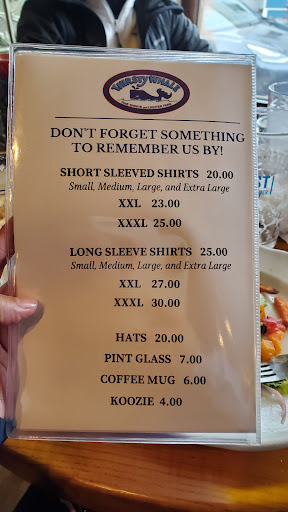 THIRSTY WHALE
DON'T FORGET SOMETHING
TO REMEMBER US BY!
SHORT SLEEVED SHIRTS 20.00
Small, Medium, Large, and Extra Large
XXL 23.00
XXXL 25.00
LONG SLEEVE SHIRTS 25.00
Small, Medium, Large, and Extra Large
XXL 27.00
XXXL 30.00
HATS 20.00
PINT GLASS 7.00
COFFEE MUG 6.00
KOOZIE 4.00